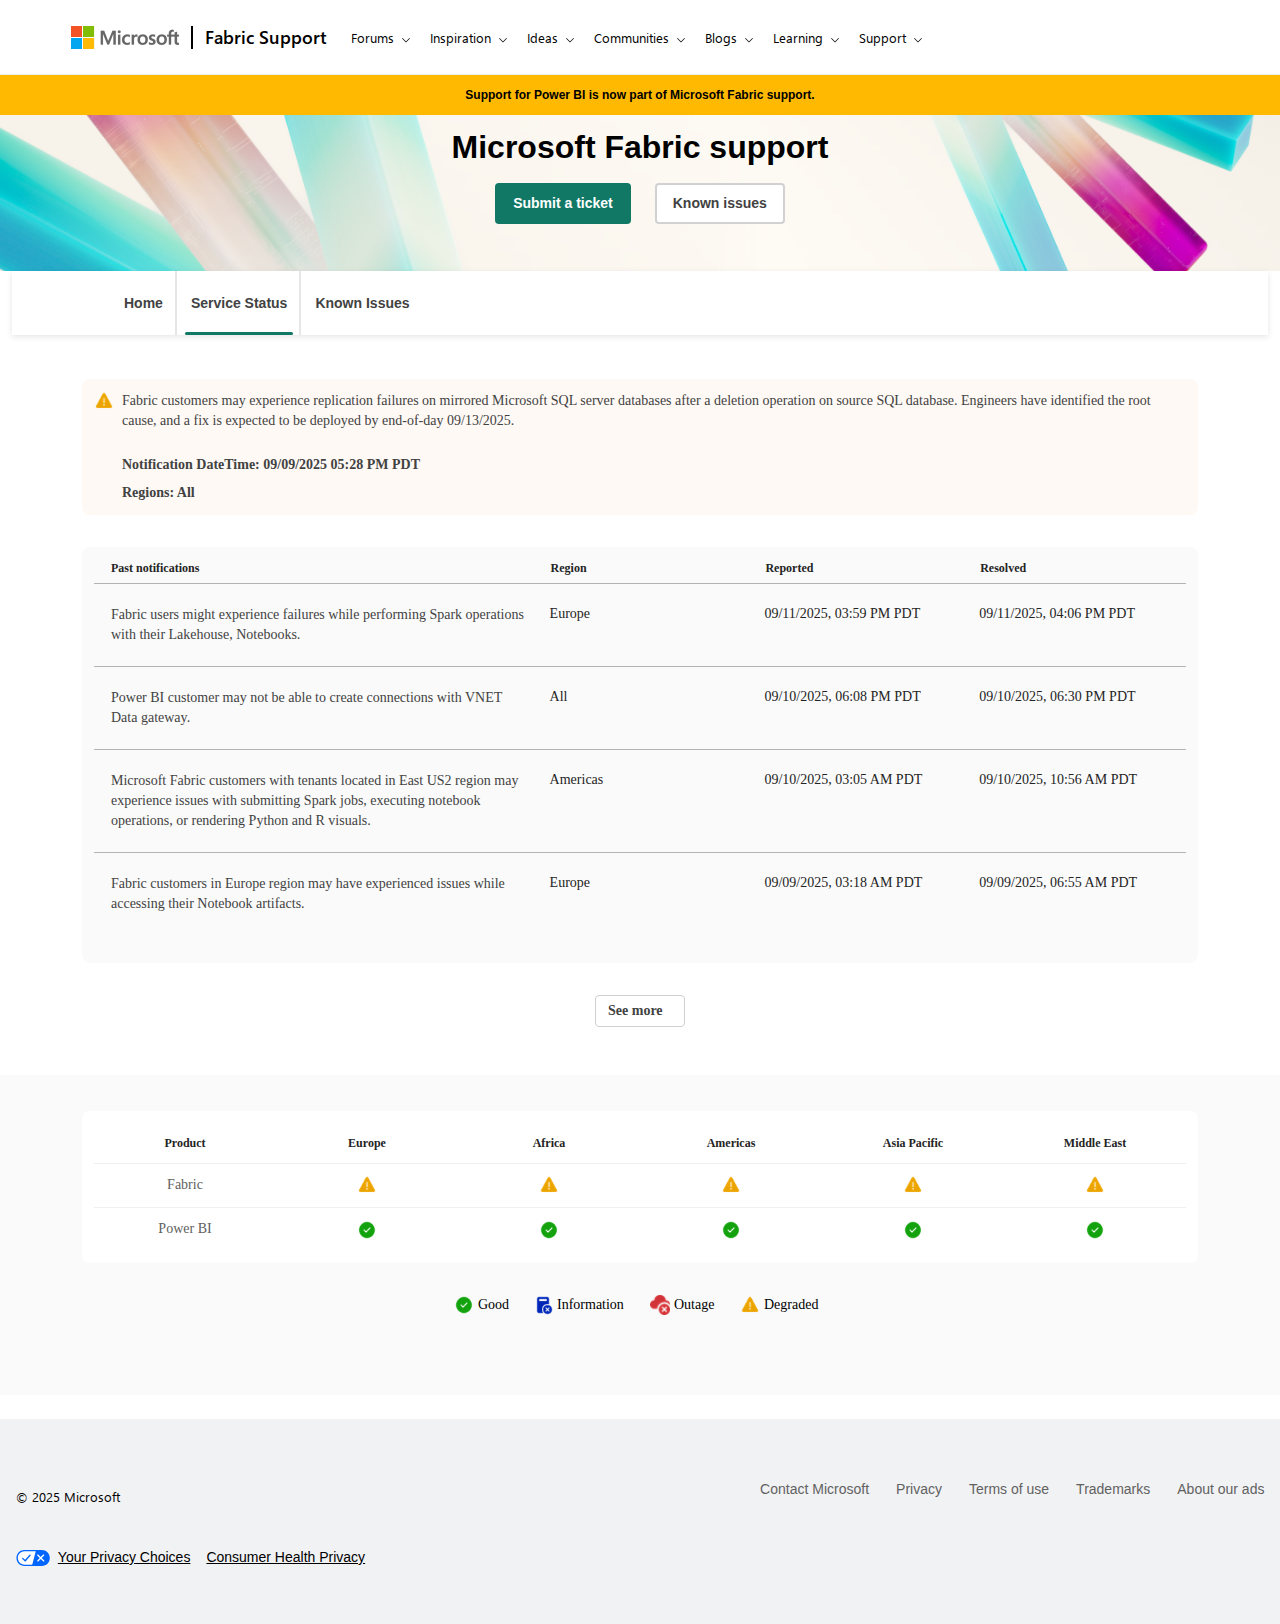 Microsoft Fabric Support Forums Inspiration Ideas Communities Blogs Learning Support
Support for Power BI is now part of Microsoft Fabric support.
Microsoft Fabric support
Submit a ticket Known issues
Home Service Status Known Issues
Fabric customers may experience replication failures on mirrored Microsoft SQL server databases after a deletion operation on source SQL database. Engineers have identified the root
cause, and a fix is expected to be deployed by end-of-day 09/13/2025.
Notification DateTime: 09/09/2025 05:28 PM PDT
Regions: All
Past notifications Region Reported Resolved
Fabric users might experience failures while performing Spark operations Europe 09/11/2025, 03:59 PM PDT 09/11/2025, 04:06 PM PDT
with their Lakehouse, Notebooks.
Power BI customer may not be able to create connections with VNET All 09/10/2025, 06:08 PM PDT 09/10/2025, 06:30 PM PDT
Data gateway.
Microsoft Fabric customers with tenants located in East US2 region may Americas 09/10/2025, 03:05 AM PDT 09/10/2025, 10:56 AM PDT
experience issues with submitting Spark jobs, executing notebook
operations, or rendering Python and R visuals.
Fabric customers in Europe region may have experienced issues while Europe 09/09/2025, 03:18 AM PDT 09/09/2025, 06:55 AM PDT
accessing their Notebook artifacts.
See more
Product Europe Africa Americas Asia Pacific Middle East
Fabric
Power BI
Good Information Outage Degraded
Contact Microsoft Privacy Terms of use Trademarks About our ads
© 2025 Microsoft
Your Privacy Choices Consumer Health Privacy